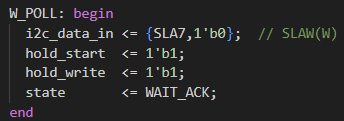 W_POLL: begin
i2c_data_in <= {SLA7,1'b0}; // SLAW(W)
hold_start <= 1'b1;
hold_write <= 1'b1;
state <= WAIT_ACK;
end